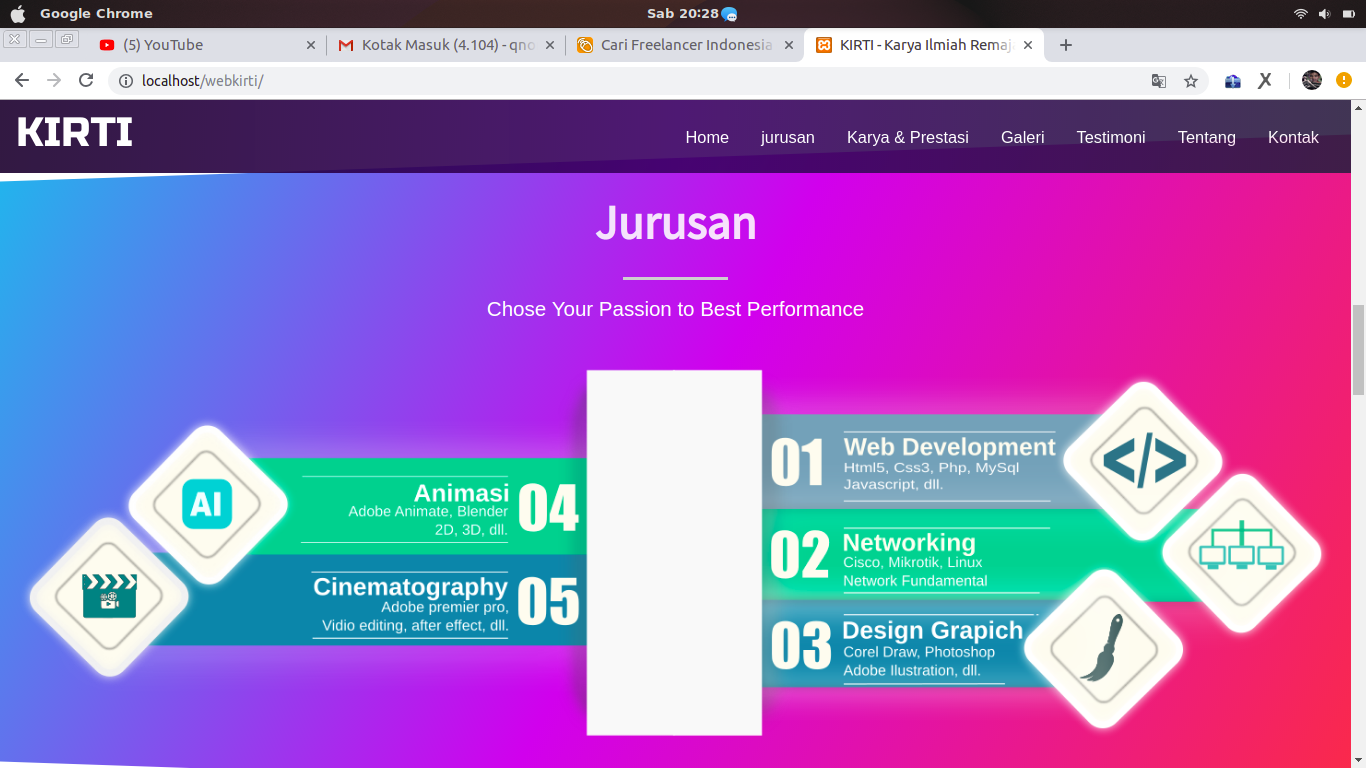 Google Chrome
Sab 20:28
(5) YouTube
Kotak Masuk (4.104) - qno
Cari Freelancer Indonesia
KIRTI - Karya Ilmiah Remaja
localhost/webkirti/
KIRTI
Home jurusan Karya & Prestasi Galeri Testimoni Tentang Kontak
Jurusan
Chose Your Passion to Best Performance
AI
Animasi
Adobe Animate, Blender
2D, 3D, dll.
04
Cinematography
Adobe premier pro,
Vidio editing, after effect, dll.
05
01
Web Development
Html5, Css3, Php, MySql
Javascript, dll.
</>
02
Networking
Cisco, Mikrotik, Linux
Network Fundamental
03
Design Grapich
Corel Draw, Photoshop
Adobe Ilustration, dll.